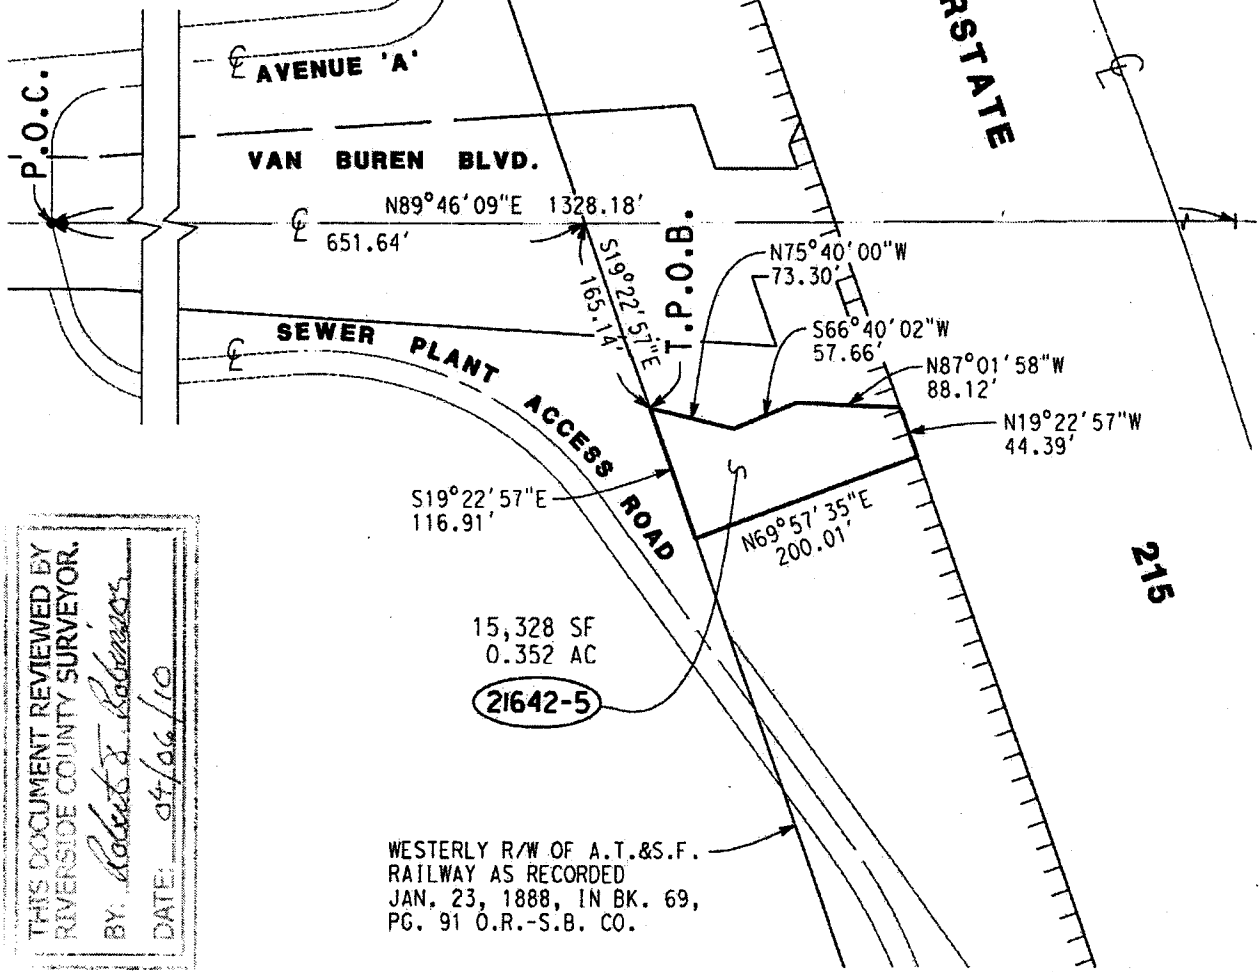 AVENUE 'A'
P.O.C.
VAN BUREN BLVD.
RSTATE
N89°46'09"E 1328.18'
651.64'
S19°22'57"E
165.14'
T.P.O.B.
N75°40'00"W
73.30'
S66°40'02"W
57.66'
N87°01'58"W
88.12'
N19°22'57"W
44.39'
SEWER PLANT ACCESS ROAD
S19°22'57"E
116.91'
N69°57'35"E
200.01'
215
15,328 SF
0.352 AC
21642-5
WESTERLY R/W OF A.T.&S.F.
RAILWAY AS RECORDED
JAN. 23, 1888, IN BK. 69,
PG. 91 O.R.-S.B. CO.
THIS DOCUMENT REVIEWED BY
RIVERSIDE COUNTY SURVEYOR.
BY: Robert
DATE: 04/06/10